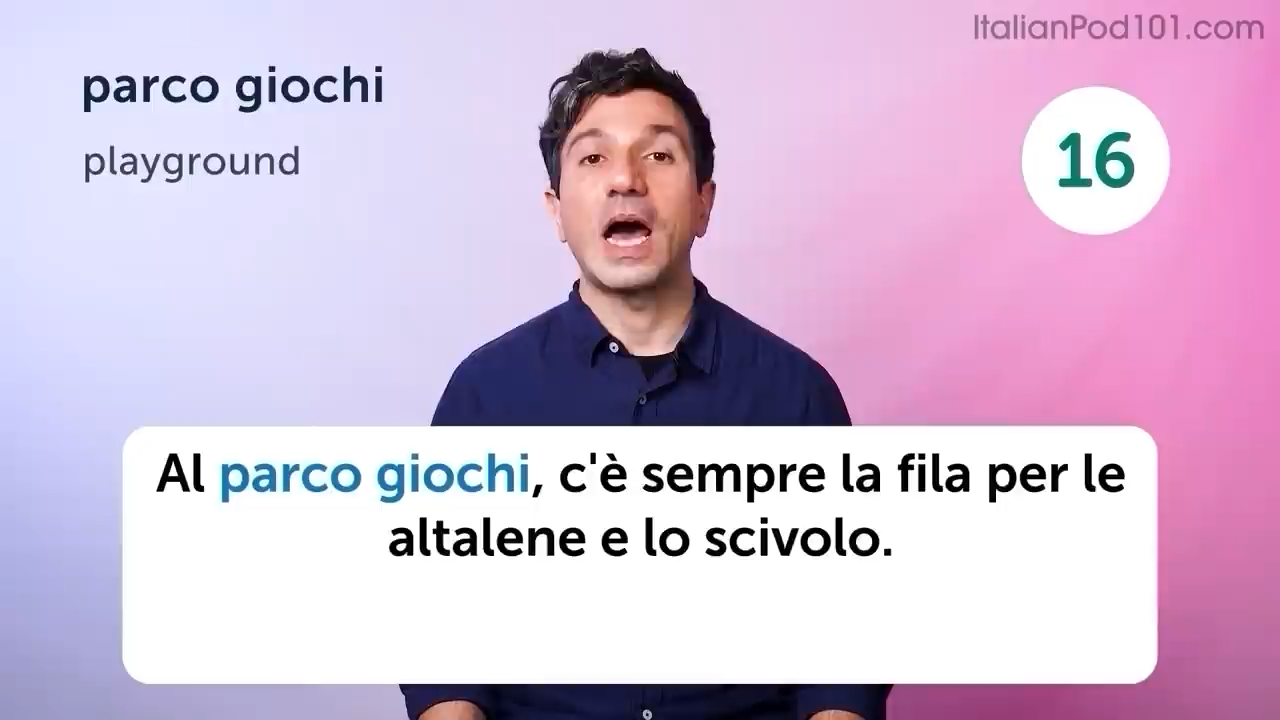 ItalianPod101.com
parco giochi
playground
16
Al parco giochi, c'è sempre la fila per le
altalene e lo scivolo.